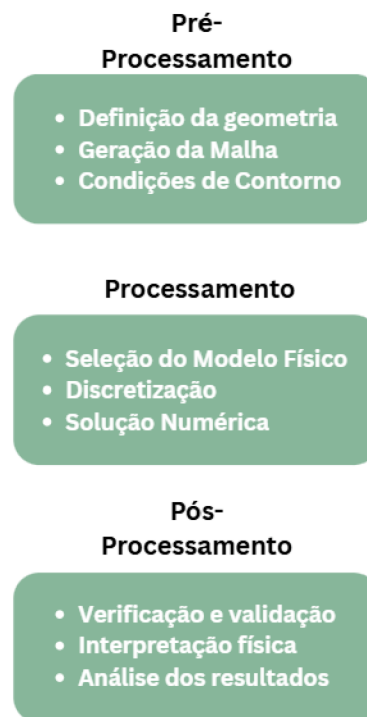 Pré-
Processamento
• Definição da geometria
• Geração da Malha
• Condições de Contorno
Processamento
• Seleção do Modelo Físico
• Discretização
• Solução Numérica
Pós-
Processamento
• Verificação e validação
• Interpretação física
• Análise dos resultados